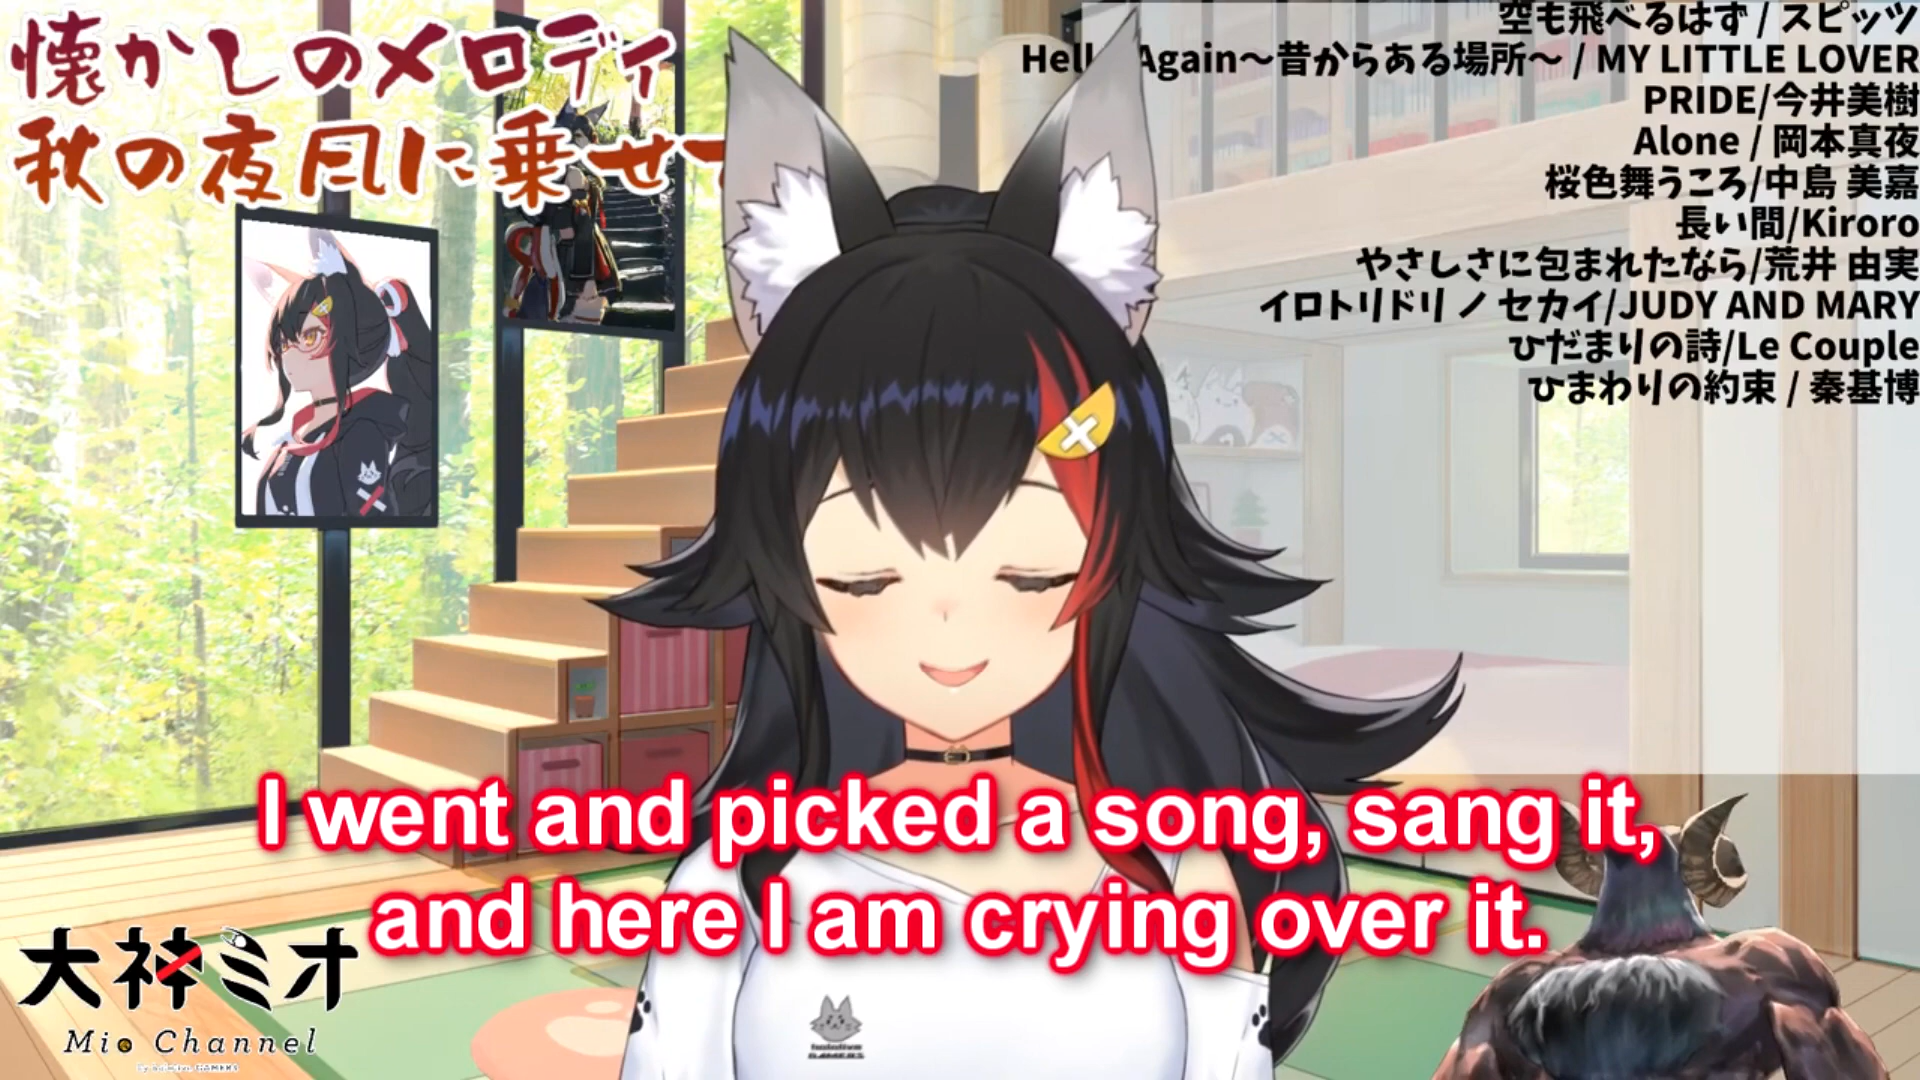 懐かしのメロディ
秋の夜風に乗せて
空も飛べるはず / スピッツ
Hell Again～昔からある場所～ / MY LITTLE LOVER
PRIDE/今井美樹
Alone / 岡本真夜
桜色舞うころ/中島 美嘉
長い間/Kiroro
やさしさに包まれたなら/荒井 由実
イロトリドリ ノ セカイ/JUDY AND MARY
ひだまりの詩/Le Couple
ひまわりの約束 / 秦基博
I went and picked a song, sang it,
and here I am crying over it.
大神ミオ
Mio Channel
GAMERS